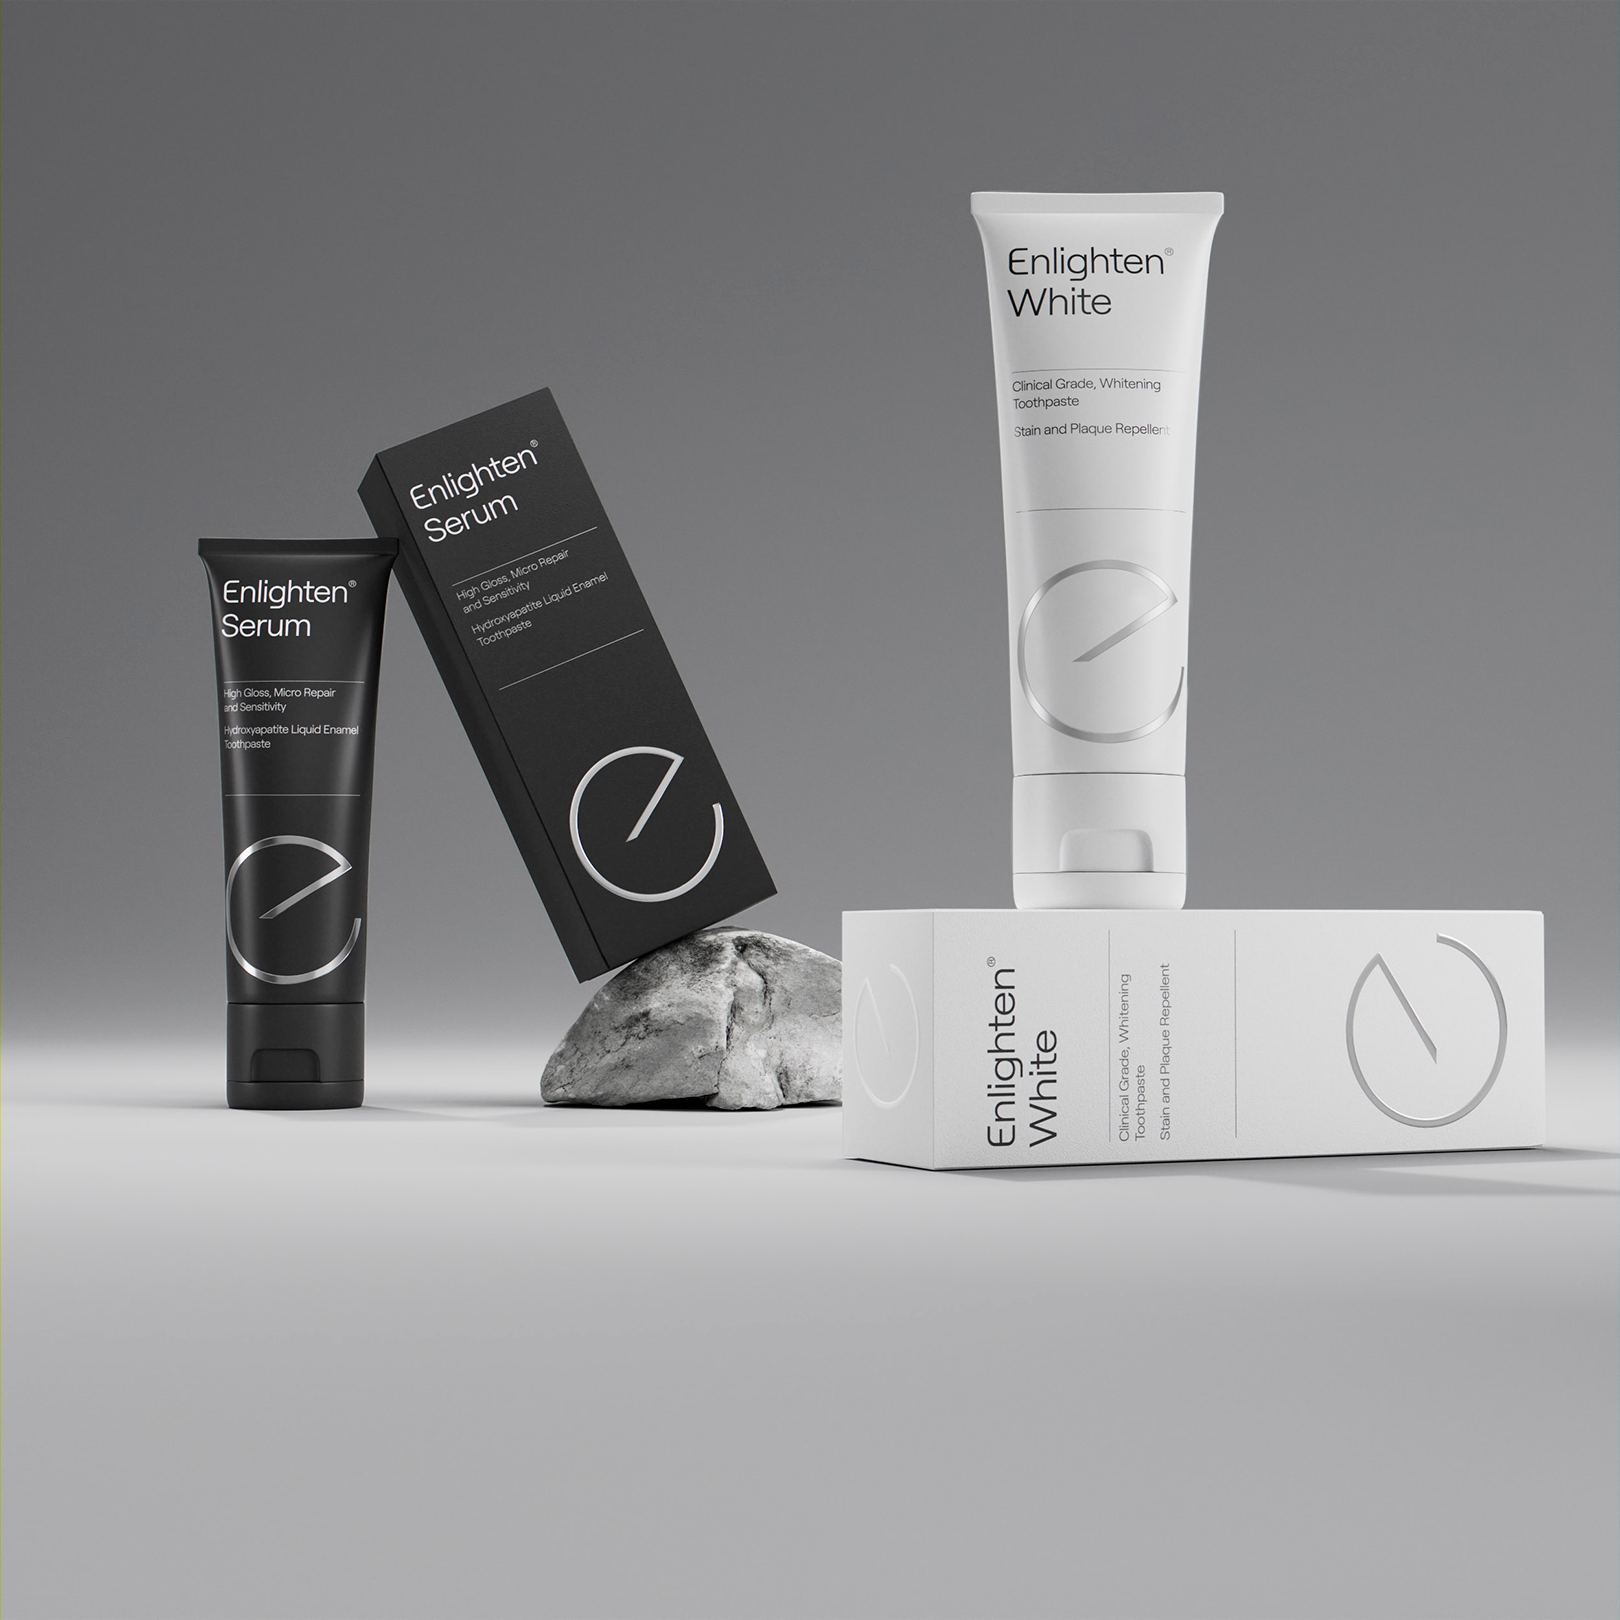 Enlighten®
Serum
High Gloss, Micro Repair
and Sensitivity
Hydroxyapatite Liquid Enamel
Toothpaste
Enlighten®
Serum
High Gloss, Micro Repair
and Sensitivity
Hydroxyapatite Liquid Enamel
Toothpaste
Enlighten®
White
Clinical Grade, Whitening
Toothpaste
Stain and Plaque Repellent
Enlighten®
White
Clinical Grade, Whitening
Toothpaste
Stain and Plaque Repellent